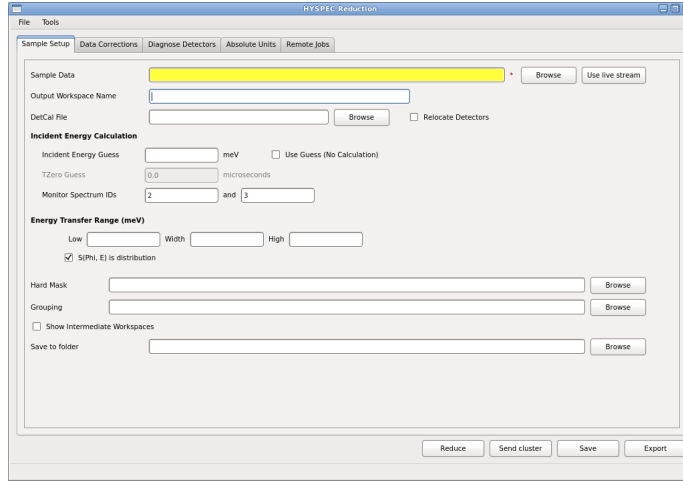 HYSPEC Reduction
File Tools
Sample Setup Data Corrections Diagnose Detectors Absolute Units Remote Jobs
Sample Data * Browse Use live stream
Output Workspace Name
DetCal File Browse Relocate Detectors
Incident Energy Calculation
Incident Energy Guess meV Use Guess (No Calculation)
TZero Guess 0.0 microseconds
Monitor Spectrum IDs 2 and 3
Energy Transfer Range (meV)
Low Width High
S(Phi, E) is distribution
Hard Mask Browse
Grouping Browse
Show Intermediate Workspaces
Save to folder Browse
Reduce Send cluster Save Export